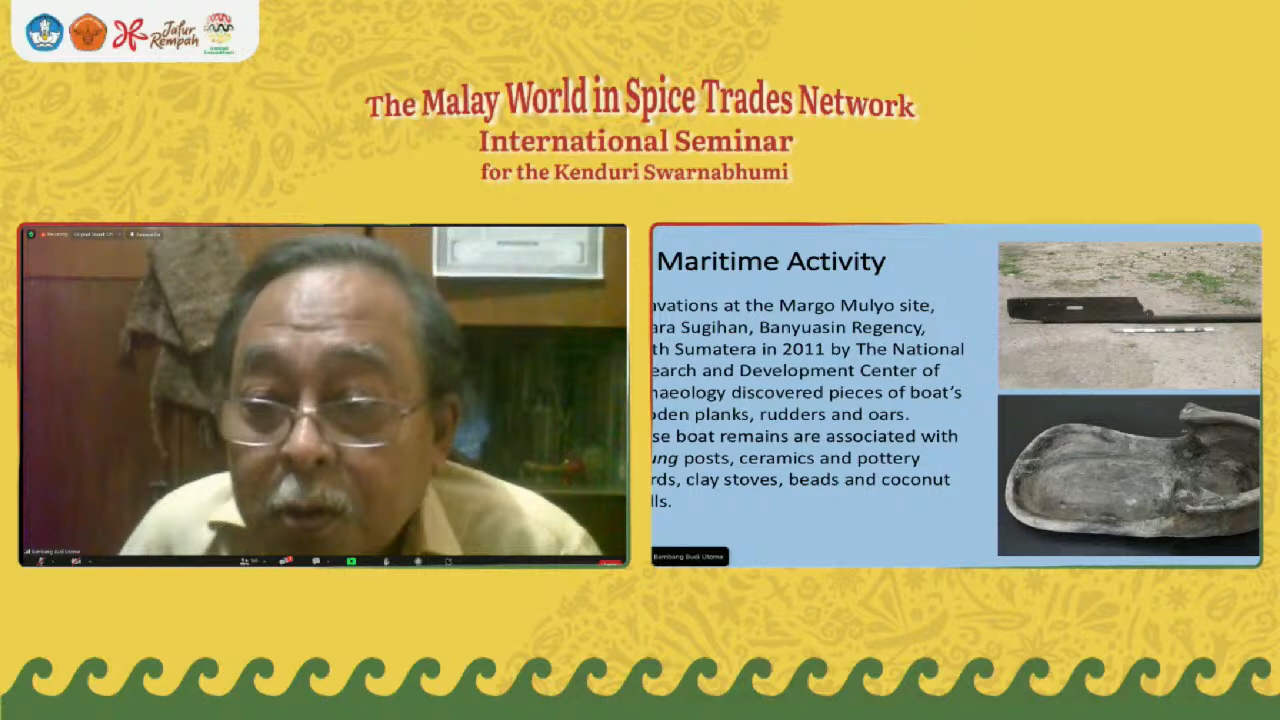 Jalur
Rempah
The Malay World in Spice Trades Network
International Seminar
for the Kenduri Swarnabhumi
Bambang Budi Utomo
Maritime Activity
avations at the Margo Mulyo site,
ara Sugihan, Banyuasin Regency,
th Sumatera in 2011 by The National
earch and Development Center of
haeology discovered pieces of boat's
oden planks, rudders and oars.
se boat remains are associated with
ung posts, ceramics and pottery
rds, clay stoves, beads and coconut
lls.
Bambang Budi Utomo